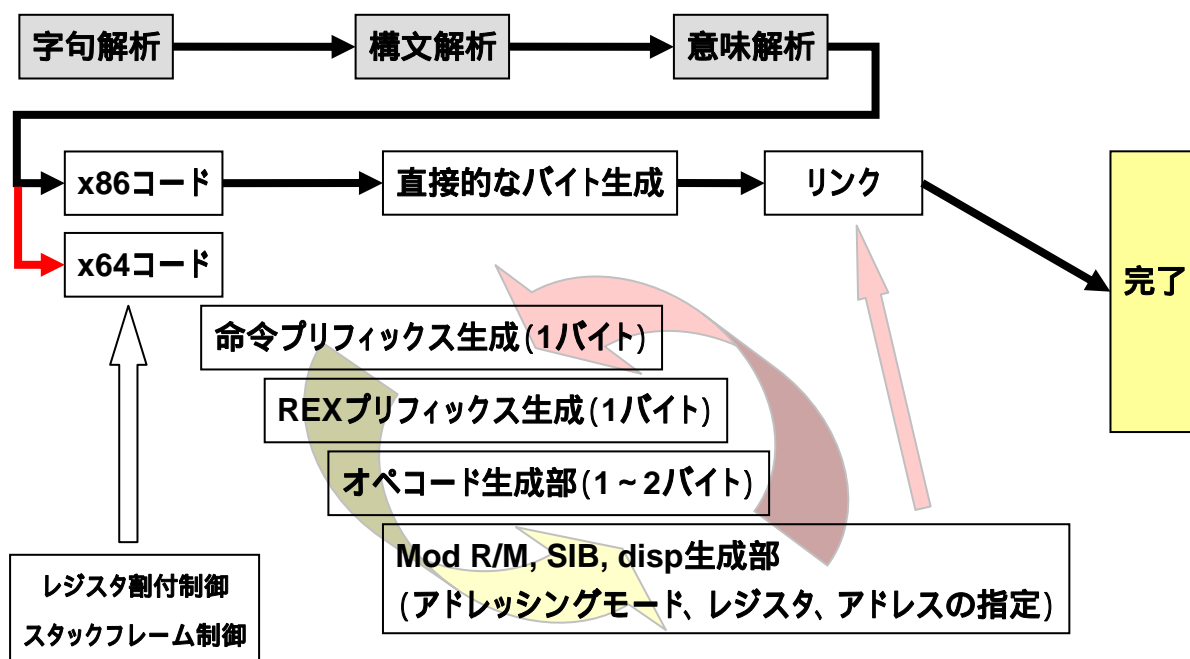 字句解析
構文解析
意味解析
x86コード
直接的なバイト生成
リンク
x64コード
完了
命令プリフィックス生成(1バイト)
REXプリフィックス生成(1バイト)
オペコード生成部(1~2バイト)
Mod R/M, SIB, disp生成部
(アドレッシングモード、レジスタ、アドレスの指定)
レジスタ割付制御
スタックフレーム制御